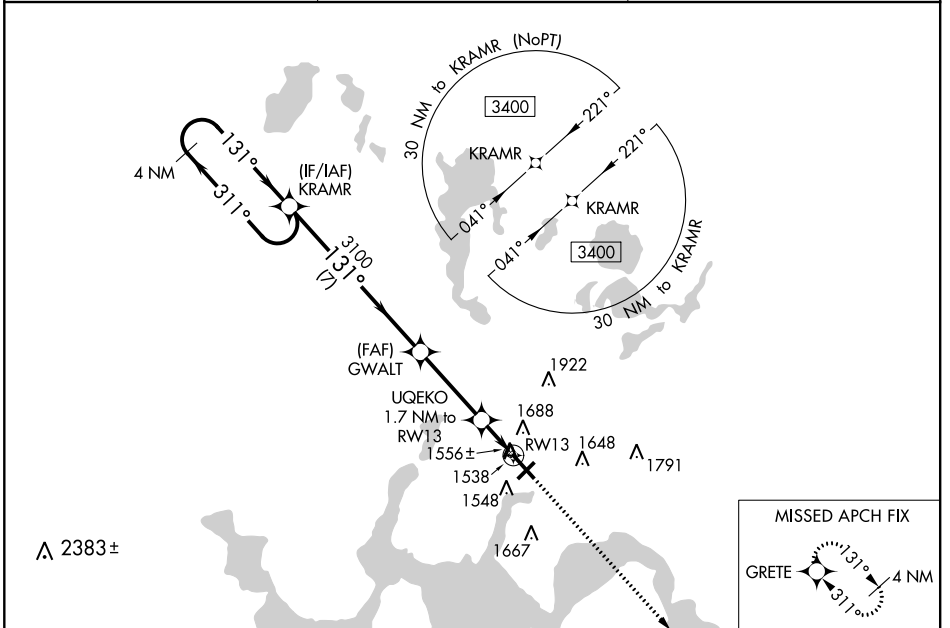 30 NM to KRAMR (NoPT)
3400
221°
KRAMR
041°
221°
KRAMR
041°
3400
30 NM to KRAMR
131°
4 NM
311°
(IF/IAF)
KRAMR
3100
131°
(7)
(FAF)
GWALT
1922
UQEKO
1.7 NM to
RW13
1688
RW13
1648
1556±
1791
1538
1548
1667
2383±
MISSED APCH FIX
GRETE
131°
4 NM
311°